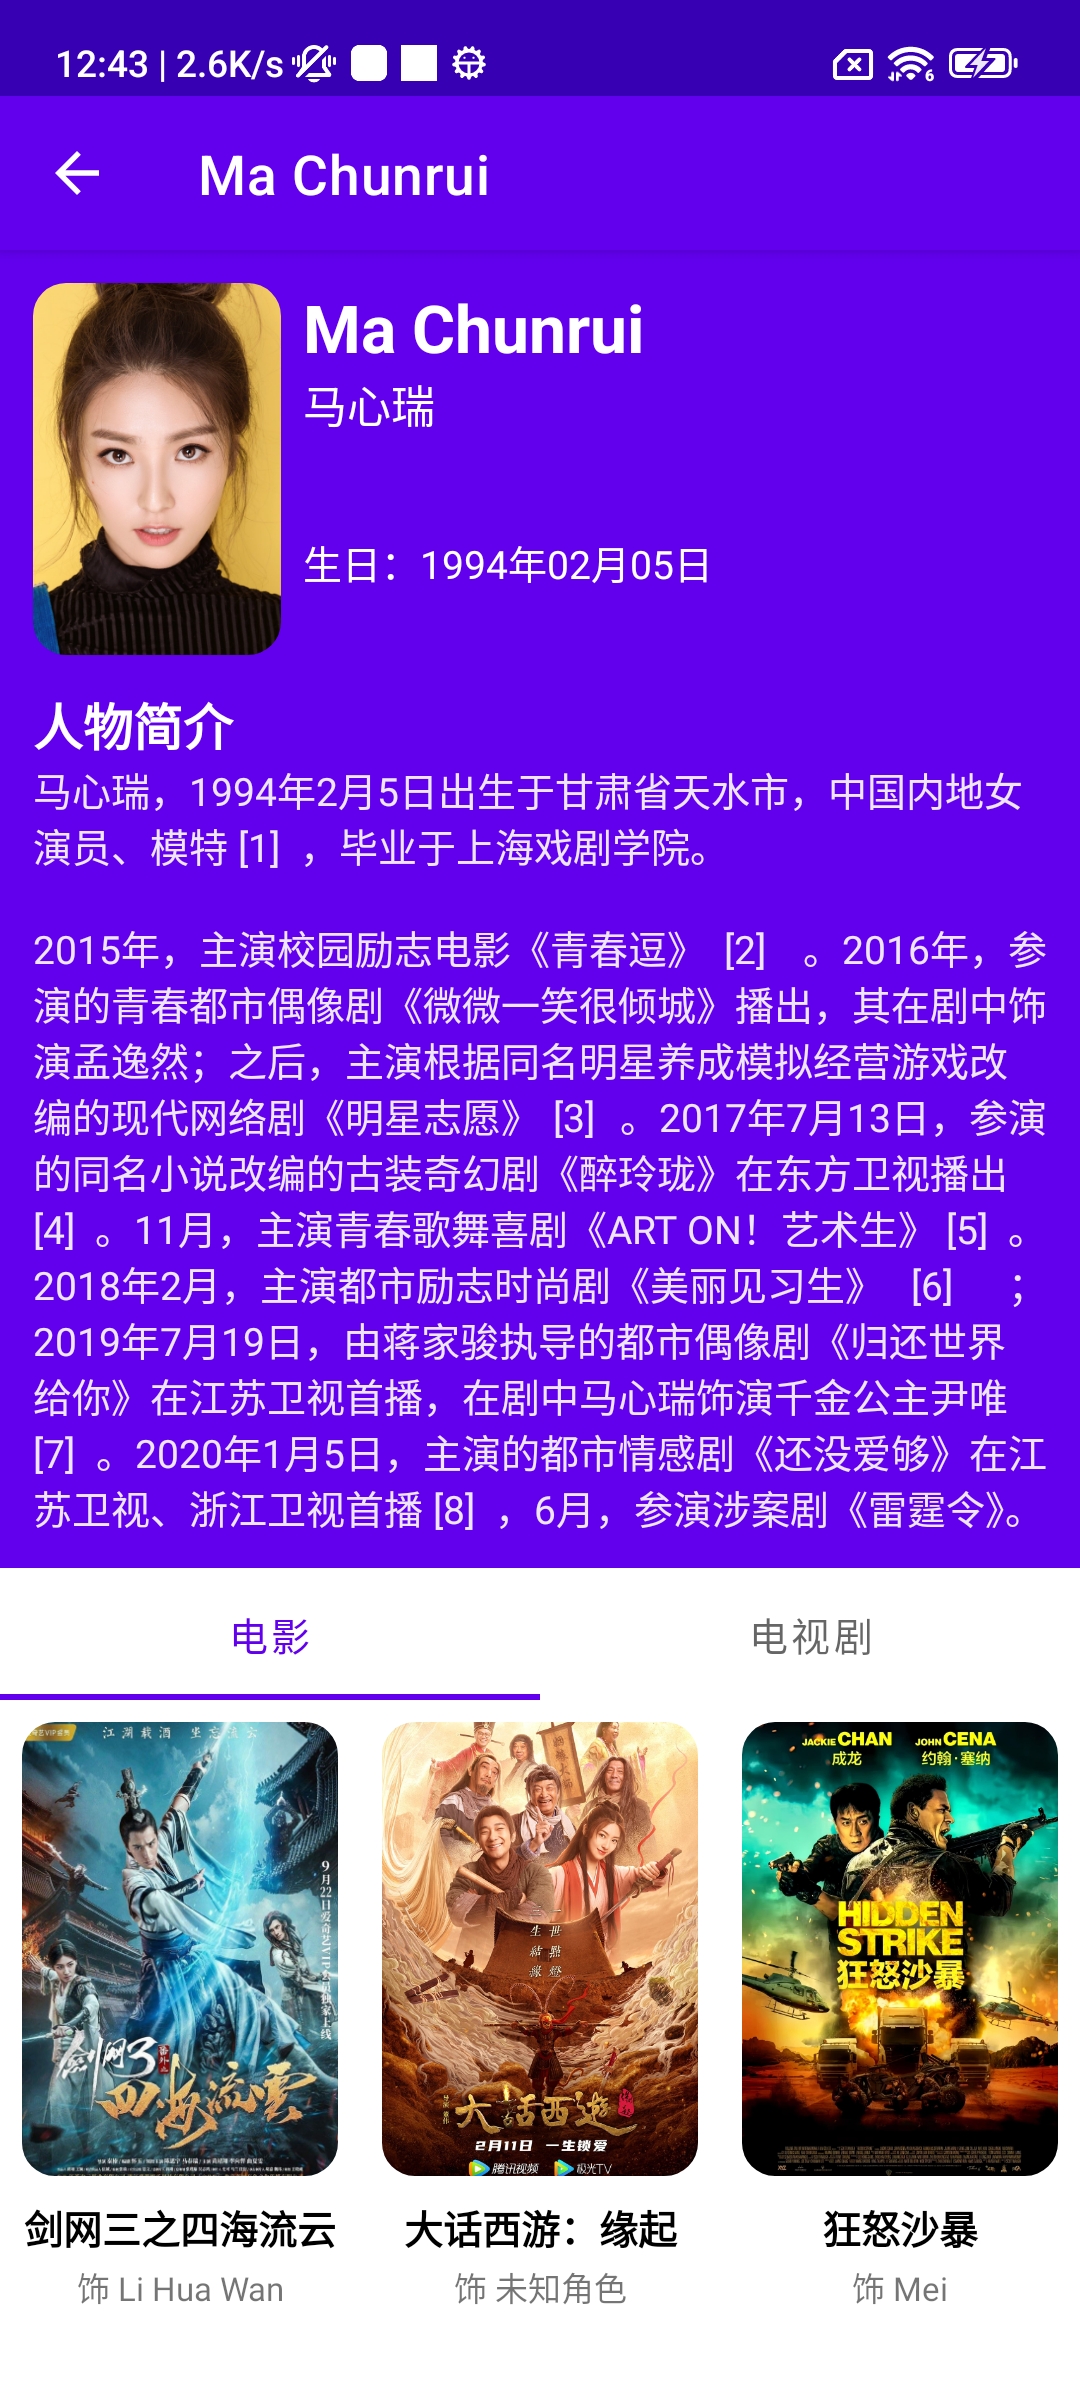 12:43 | 2.6K/s
6
Ma Chunrui
Ma Chunrui
马心瑞
生日：1994年02月05日
人物简介
马心瑞，1994年2月5日出生于甘肃省天水市，中国内地女
演员、模特 [1] ，毕业于上海戏剧学院。
2015年，主演校园励志电影《青春逗》 [2] 。2016年，参
演的青春都市偶像剧《微微一笑很倾城》播出，其在剧中饰
演孟逸然；之后，主演根据同名明星养成模拟经营游戏改
编的现代网络剧《明星志愿》 [3] 。2017年7月13日，参演
的同名小说改编的古装奇幻剧《醉玲珑》在东方卫视播出
[4] 。11月，主演青春歌舞喜剧《ART ON！艺术生》 [5] 。
2018年2月，主演都市励志时尚剧《美丽见习生》 [6] ；
2019年7月19日，由蒋家骏执导的都市偶像剧《归还世界
给你》在江苏卫视首播，在剧中马心瑞饰演千金公主尹唯
[7] 。2020年1月5日，主演的都市情感剧《还没爱够》在江
苏卫视、浙江卫视首播 [8] ，6月，参演涉案剧《雷霆令》。
电影
电视剧
江湖载酒 坐忘流云
9月22日爱奇艺VIP会员独家上线
剑网3
四海流雲
一世點燈
三生結緣
大话西遊
2月11日 一生锁爱
腾讯视频 极光TV
JACKIE CHAN JOHN CENA
成龙 约翰·塞纳
HIDDEN
STRIKE
狂怒沙暴
剑网三之四海流云
饰 Li Hua Wan
大话西游：缘起
饰 未知角色
狂怒沙暴
饰 Mei